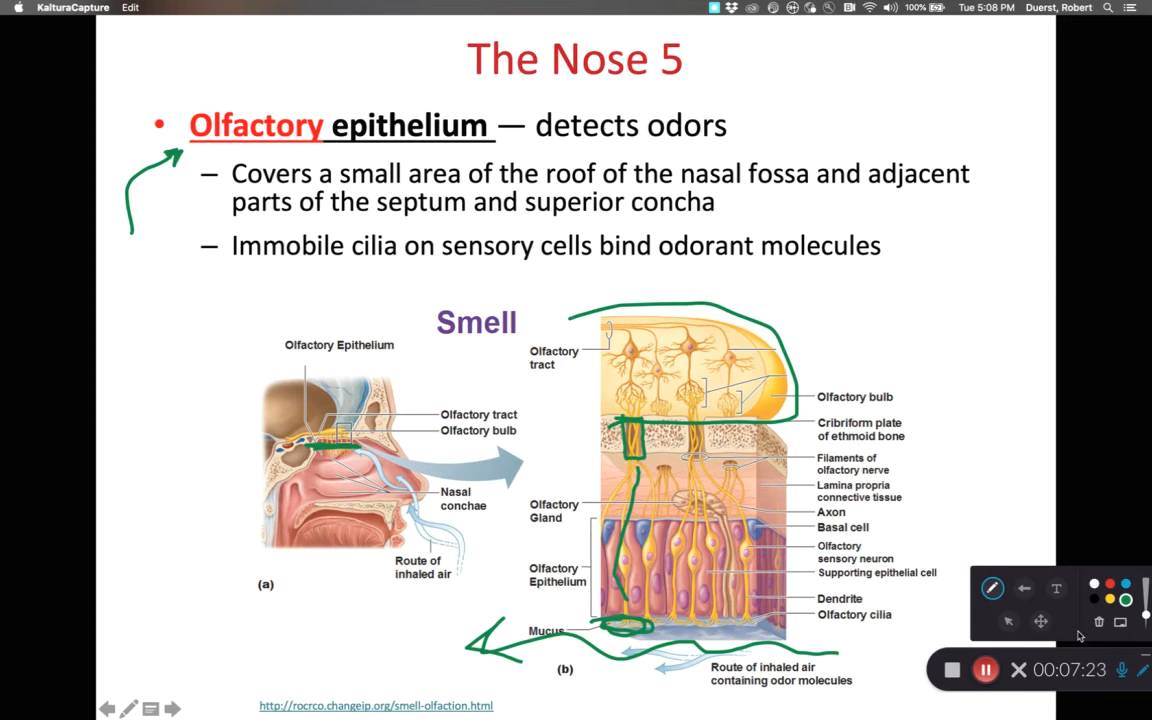 KalturaCapture Edit 100% Tue 5:08 PM Duerst, Robert
The Nose 5
• Olfactory epithelium — detects odors
– Covers a small area of the roof of the nasal fossa and adjacent
parts of the septum and superior concha
– Immobile cilia on sensory cells bind odorant molecules
Smell
Olfactory Epithelium
Olfactory tract
Olfactory bulb
Nasal
conchae
Route of
inhaled air
(a)
Olfactory
tract
Olfactory
Gland
Olfactory
Epithelium
Mucus
(b)
Olfactory bulb
Cribriform plate
of ethmoid bone
Filaments of
olfactory nerve
Lamina propria
connective tissue
Axon
Basal cell
Olfactory
sensory neuron
Supporting epithelial cell
Dendrite
Olfactory cilia
Route of inhaled air
containing odor molecules
T
00:07:23
http://rocrco.changeip.org/smell-olfaction.html